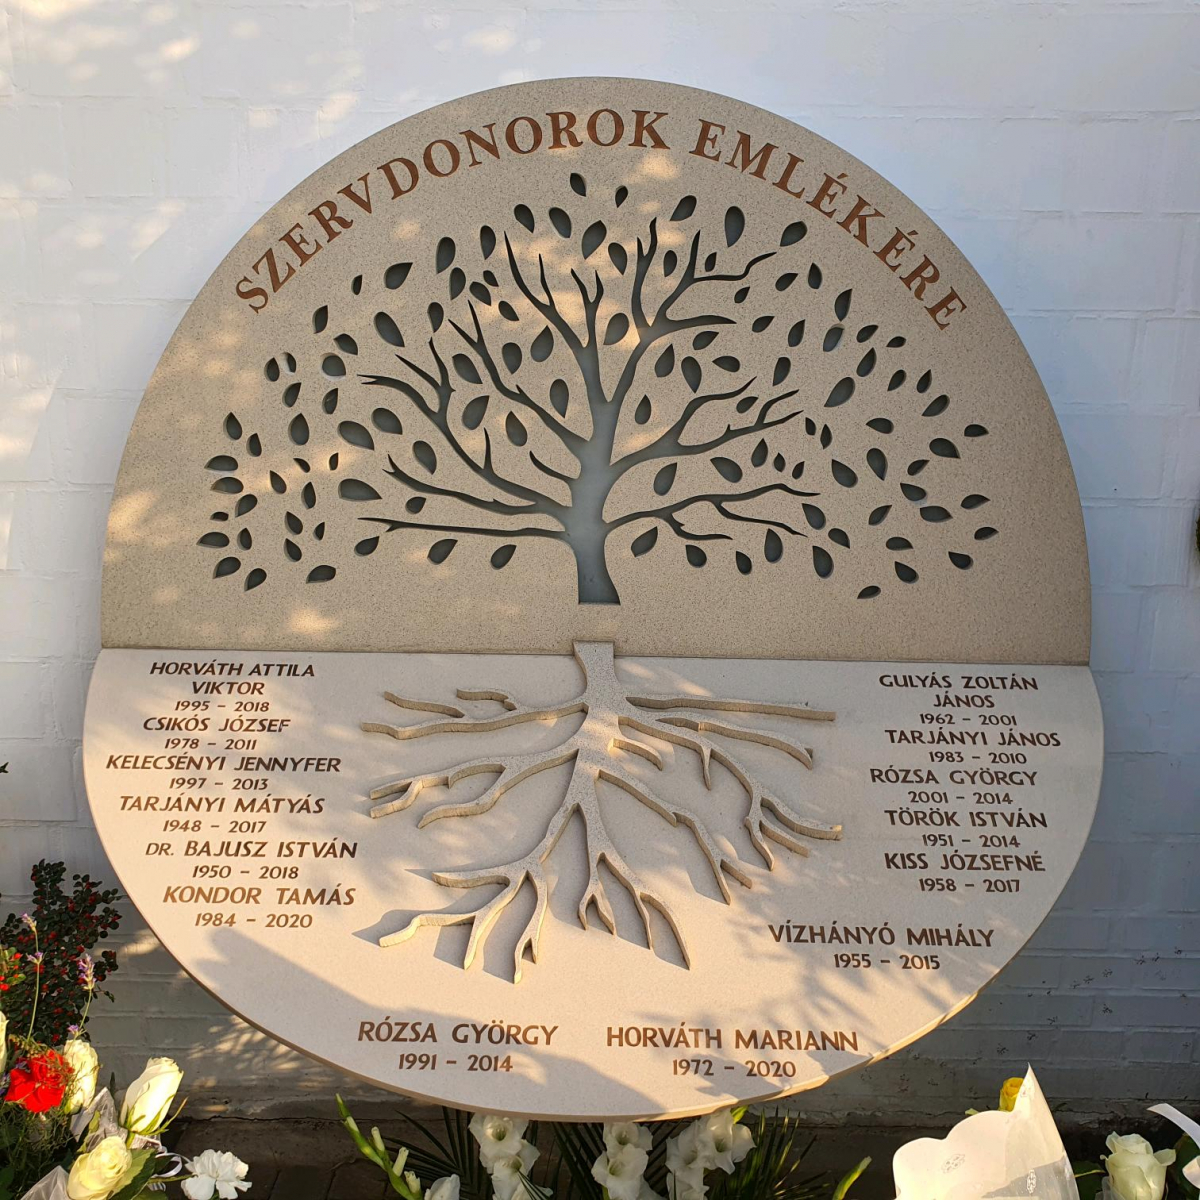 SZERVDONOROK EMLÉKÉRE
HORVÁTH ATTILA
VIKTOR
1995 – 2018
CSIKÓS JÓZSEF
1978 – 2011
KELECSÉNYI JENNYFER
1997 – 2013
TARJÁNYI MÁTYÁS
1948 – 2017
DR. BAJUSZ ISTVÁN
1950 – 2018
KONDOR TAMÁS
1984 – 2020
GULYÁS ZOLTÁN
JÁNOS
1962 – 2001
TARJÁNYI JÁNOS
1983 – 2010
RÓZSA GYÖRGY
2001 – 2014
TÖRÖK ISTVÁN
1951 – 2014
KISS JÓZSEFNÉ
1958 – 2017
VÍZHÁNYÓ MIHÁLY
1955 – 2015
RÓZSA GYÖRGY
1991 – 2014
HORVÁTH MARIANN
1972 – 2020